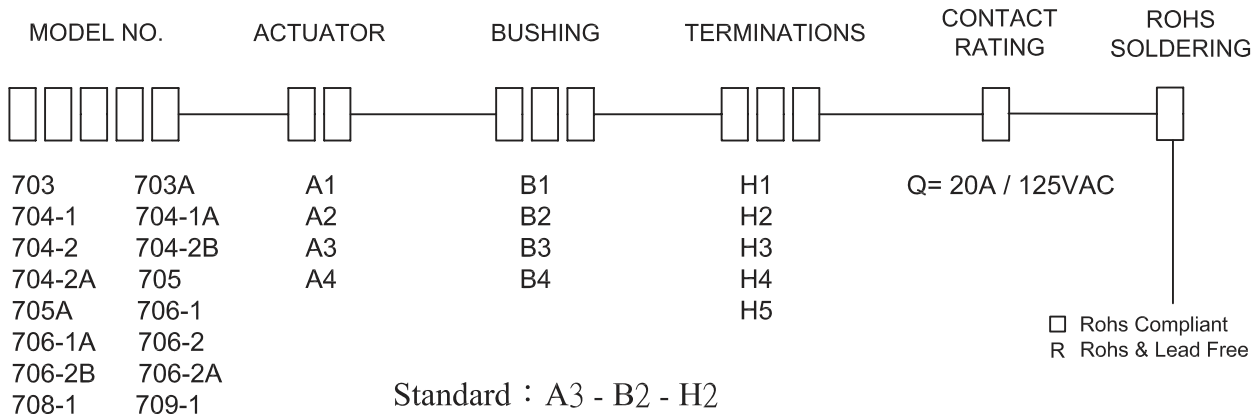 MODEL NO. ACTUATOR BUSHING TERMINATIONS CONTACT RATING ROHS SOLDERING
703 703A A1 B1 H1 Q= 20A / 125VAC
704-1 704-1A A2 B2 H2
704-2 704-2B A3 B3 H3
704-2A 705 A4 B4 H4
705A 706-1 H5
□ Rohs Compliant
706-1A 706-2
R Rohs & Lead Free
706-2B 706-2A
708-1 709-1
Standard : A3 - B2 - H2